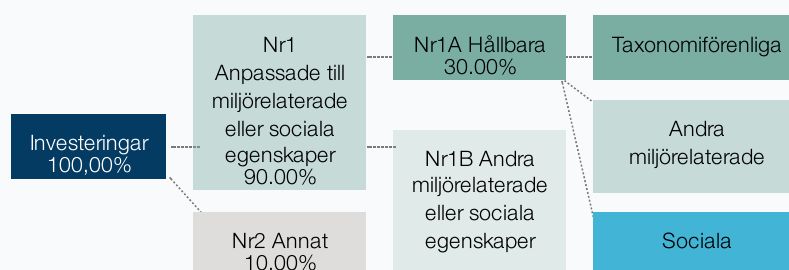 Investeringar
100,00%
Nr1
Anpassade till
miljörelaterade
eller sociala
egenskaper
90.00%
Nr2 Annat
10.00%
Nr1A Hållbara
30.00%
Nr1B Andra
miljörelaterade
eller sociala
egenskaper
Taxonomiförenliga
Andra
miljörelaterade
Sociala